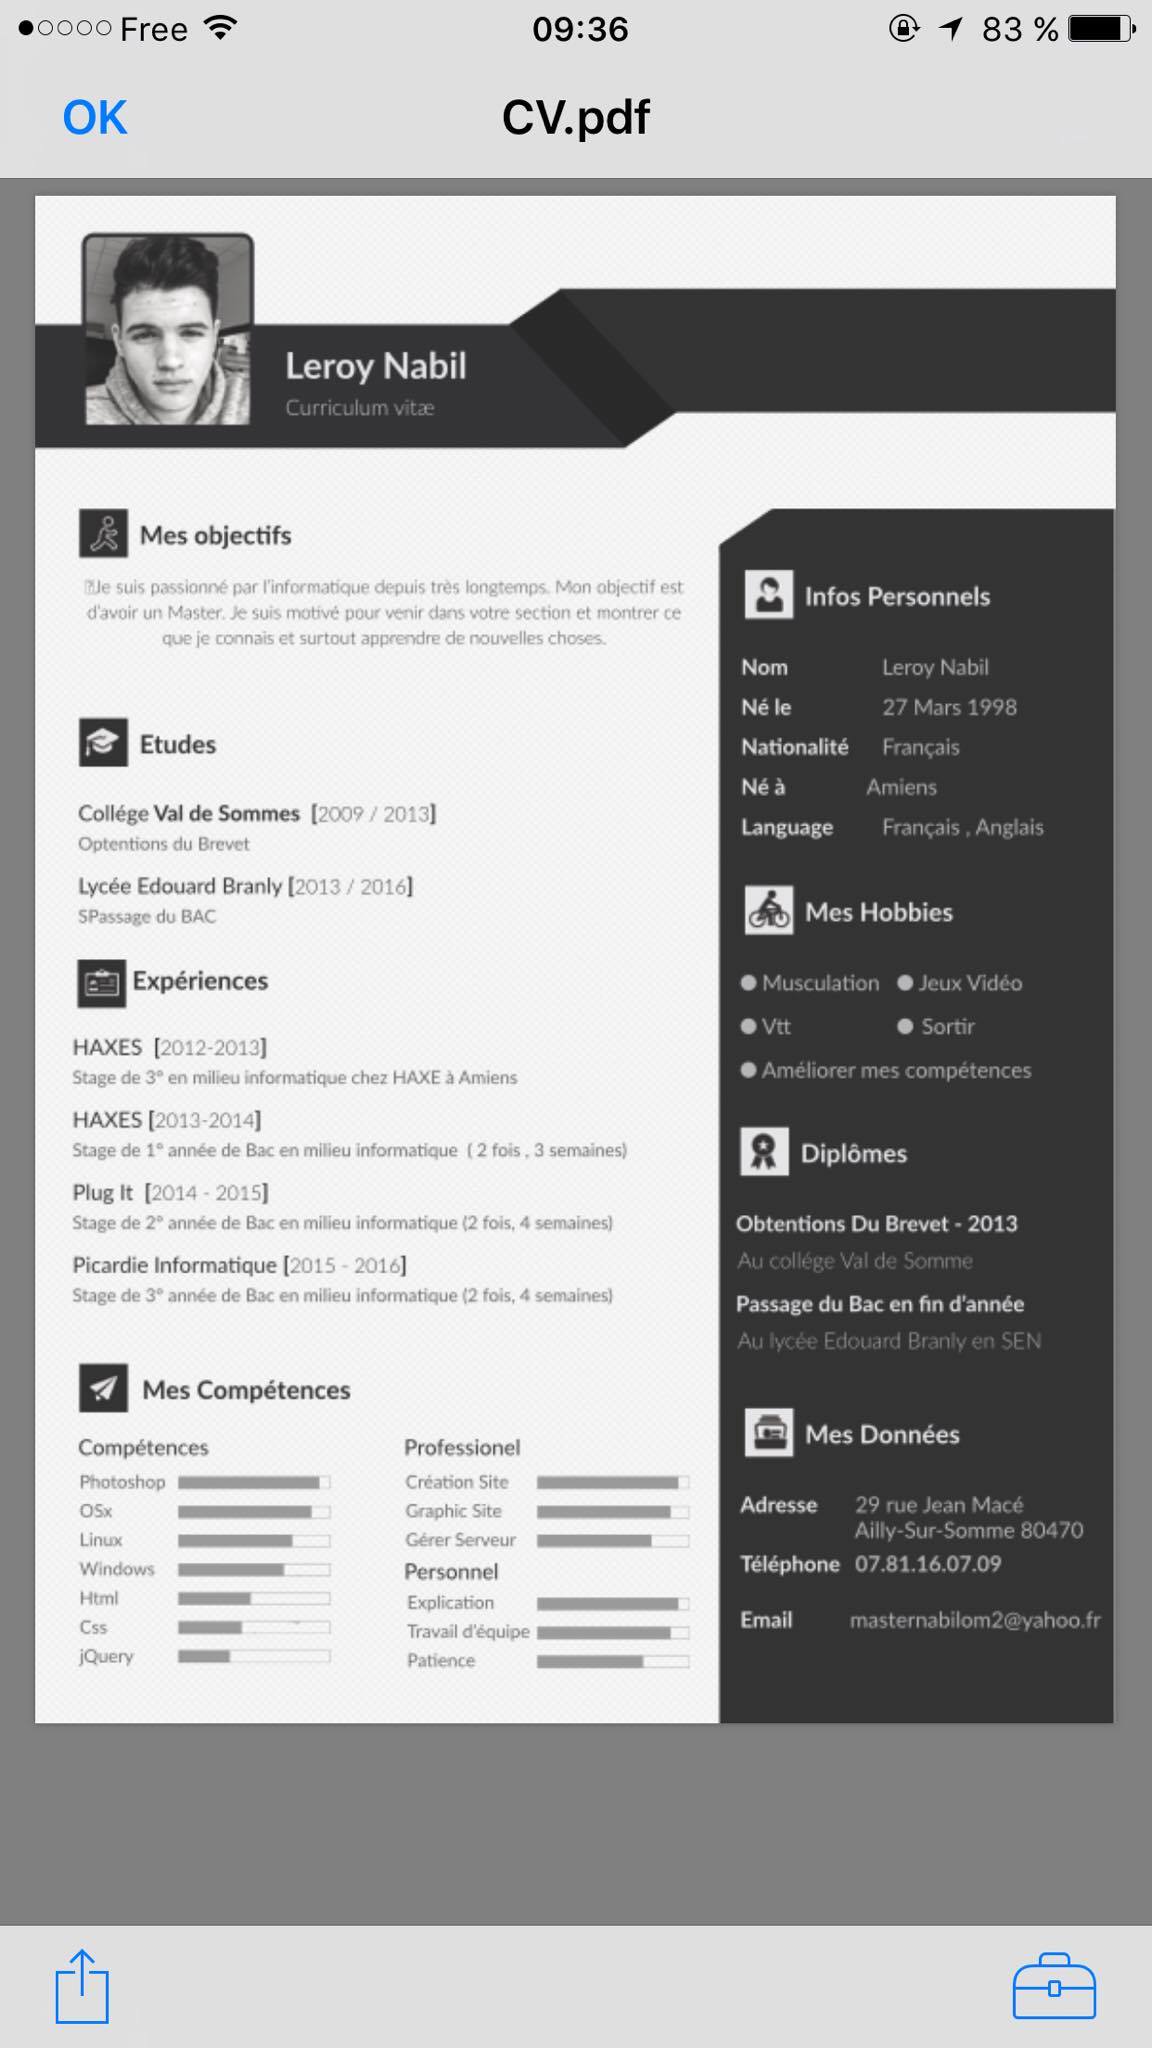 Free 09:36 83 %
OK CV.pdf
Leroy Nabil
Curriculum vitæ
Mes objectifs
Je suis passionné par l'informatique depuis très longtemps. Mon objectif est
d'avoir un Master. Je suis motivé pour venir dans votre section et montrer ce
que je connais et surtout apprendre de nouvelles choses.
Etudes
Collége Val de Sommes [2009 / 2013]
Optentions du Brevet
Lycée Edouard Branly [2013 / 2016]
SPassage du BAC
Expériences
HAXES [2012-2013]
Stage de 3° en milieu informatique chez HAXE à Amiens
HAXES [2013-2014]
Stage de 1° année de Bac en milieu informatique ( 2 fois , 3 semaines)
Plug It [2014 - 2015]
Stage de 2° année de Bac en milieu informatique (2 fois, 4 semaines)
Picardie Informatique [2015 - 2016]
Stage de 3° année de Bac en milieu informatique (2 fois, 4 semaines)
Mes Compétences
Compétences
Photoshop
OSx
Linux
Windows
Html
Css
jQuery
Professionel
Création Site
Graphic Site
Gérer Serveur
Personnel
Explication
Travail d'équipe
Patience
Infos Personnels
Nom Leroy Nabil
Né le 27 Mars 1998
Nationalité Français
Né à Amiens
Language Français , Anglais
Mes Hobbies
Musculation Jeux Vidéo
Vtt Sortir
Améliorer mes compétences
Diplômes
Obtentions Du Brevet - 2013
Au collége Val de Somme
Passage du Bac en fin d'année
Au lycée Edouard Branly en SEN
Mes Données
Adresse 29 rue Jean Macé
Ailly-Sur-Somme 80470
Téléphone 07.81.16.07.09
Email masternabilom2@yahoo.fr